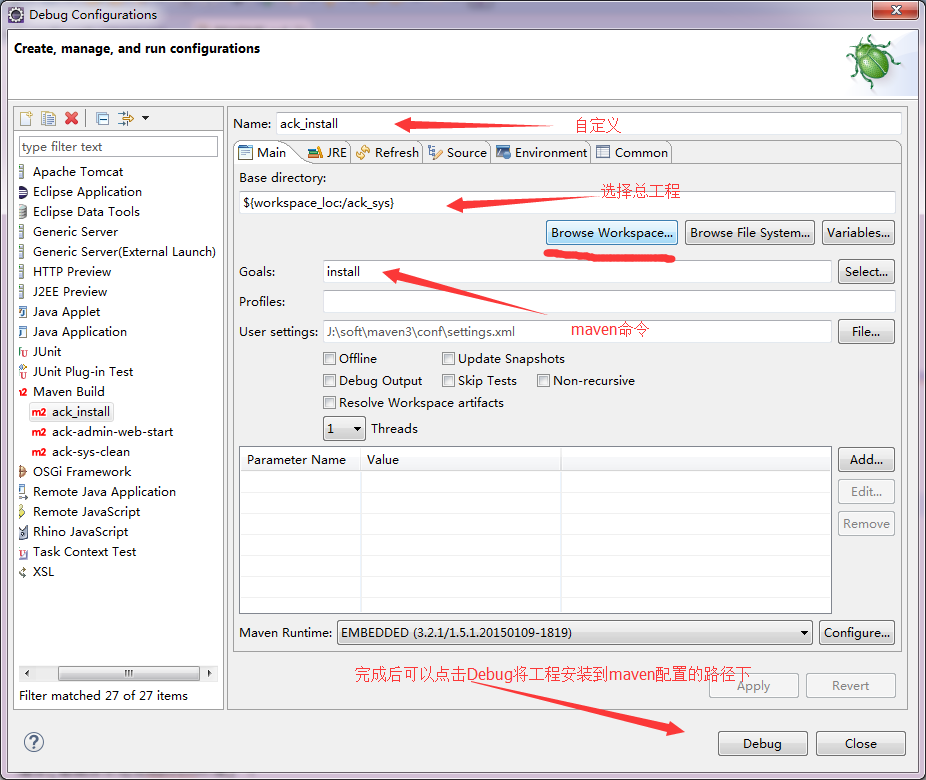 Debug Configurations
Create, manage, and run configurations
type filter text
Apache Tomcat
Eclipse Application
Eclipse Data Tools
Generic Server
Generic Server(External Launch)
HTTP Preview
J2EE Preview
Java Applet
Java Application
JUnit
JUnit Plug-in Test
Maven Build
ack_install
ack-admin-web-start
ack-sys-clean
OSGi Framework
Remote Java Application
Remote JavaScript
Rhino JavaScript
Task Context Test
XSL
Filter matched 27 of 27 items
Name: ack_install 自定义
Main JRE Refresh Source Environment Common
Base directory:
选择总工程
${workspace_loc:/ack_sys}
Browse Workspace... Browse File System... Variables...
Goals: install Select...
Profiles:
maven命令
User settings: J:\soft\maven3\conf\settings.xml File...
Offline Update Snapshots
Debug Output Skip Tests Non-recursive
Resolve Workspace artifacts
1 Threads
Parameter Name Value Add...
Edit...
Remove
Maven Runtime: EMBEDDED (3.2.1/1.5.1.20150109-1819) Configure...
完成后可以点击Debug将工程安装到maven配置的路径下
Apply Revert
Debug Close